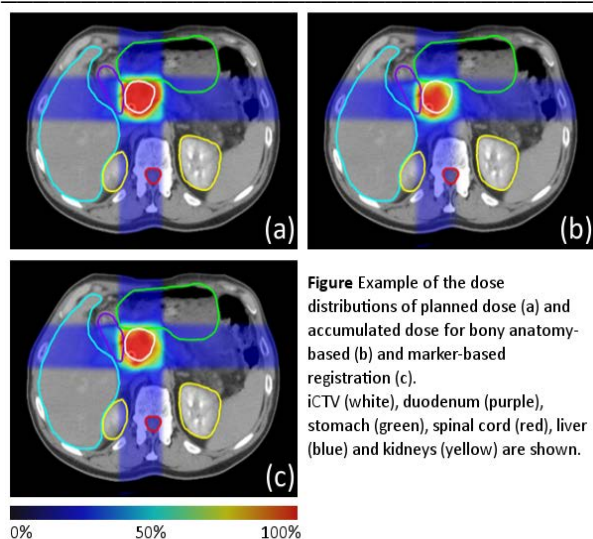 (a)
(b)
(c)
Figure Example of the dose
distributions of planned dose (a) and
accumulated dose for bony anatomy-
based (b) and marker-based
registration (c).
iCTV (white), duodenum (purple),
stomach (green), spinal cord (red), liver
(blue) and kidneys (yellow) are shown.
0% 50% 100%